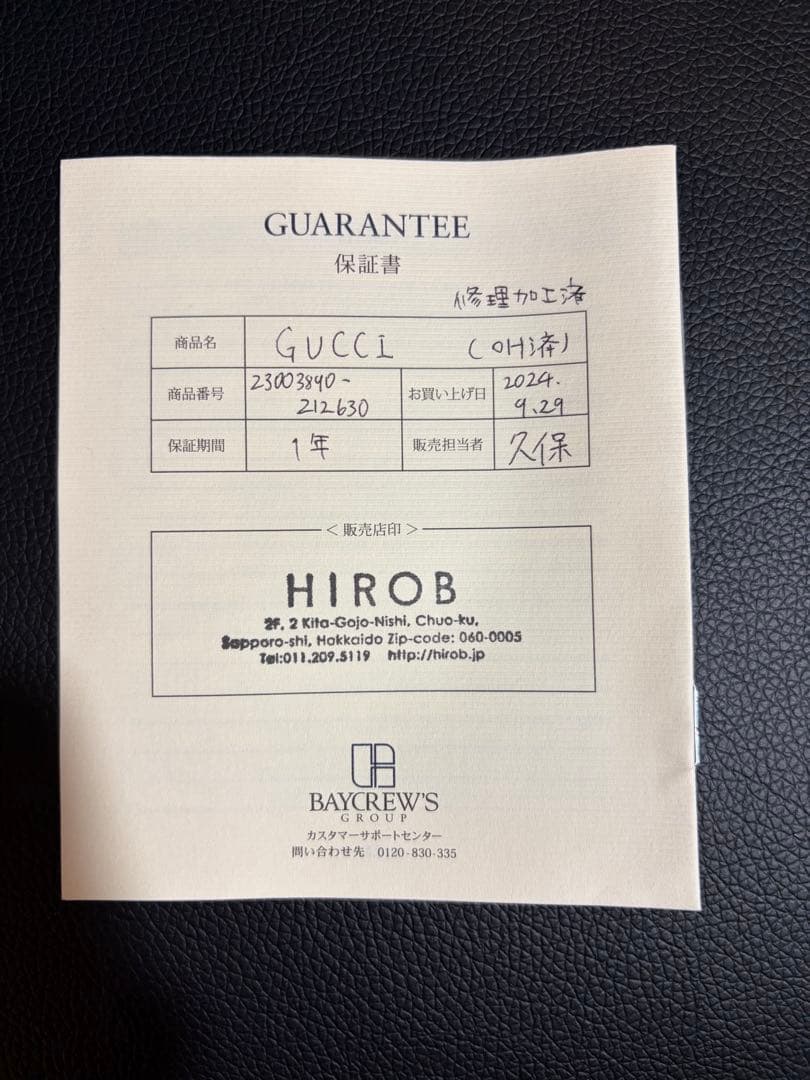 GUARANTEE
保証書
修理加工済
商品名 GUCCI (OH済)
商品番号 23003890-212630 お買い上げ日 2024.9.29
保証期間 1年 販売担当者 久保
< 販売店印 >
HIROB
2F, 2 Kita-Gojo-Nishi, Chuo-ku,
Sapporo-shi, Hokkaido Zip-code: 060-0005
Tel:011.209.5119 http://hirob.jp
BAYCREW'S
GROUP
カスタマーサポートセンター
問い合わせ先 0120-830-335